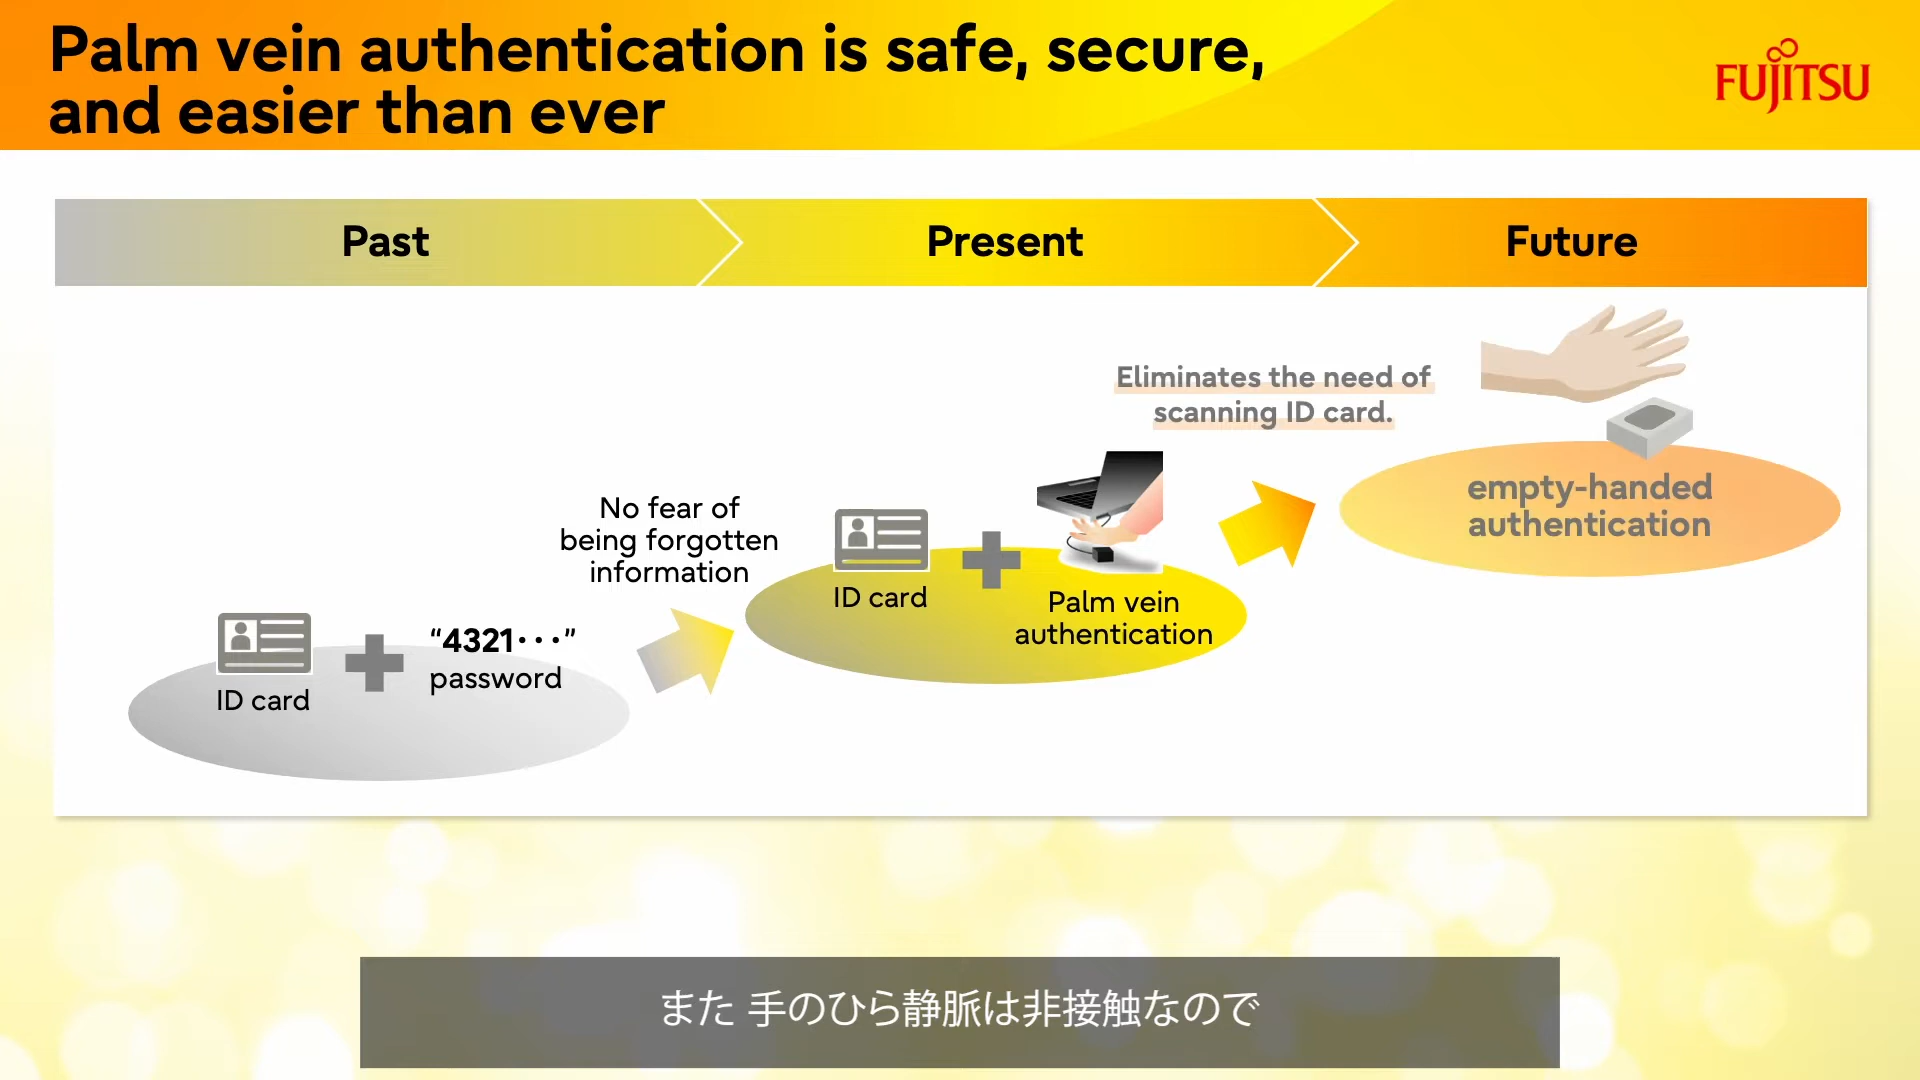 Palm vein authentication is safe, secure,
and easier than ever
FUJITSU
Past
Present
Future
Eliminates the need of
scanning ID card.
empty-handed
authentication
No fear of
being forgotten
information
ID card
Palm vein
authentication
“4321･･･”
password
ID card
また 手のひら静脈は非接触なので